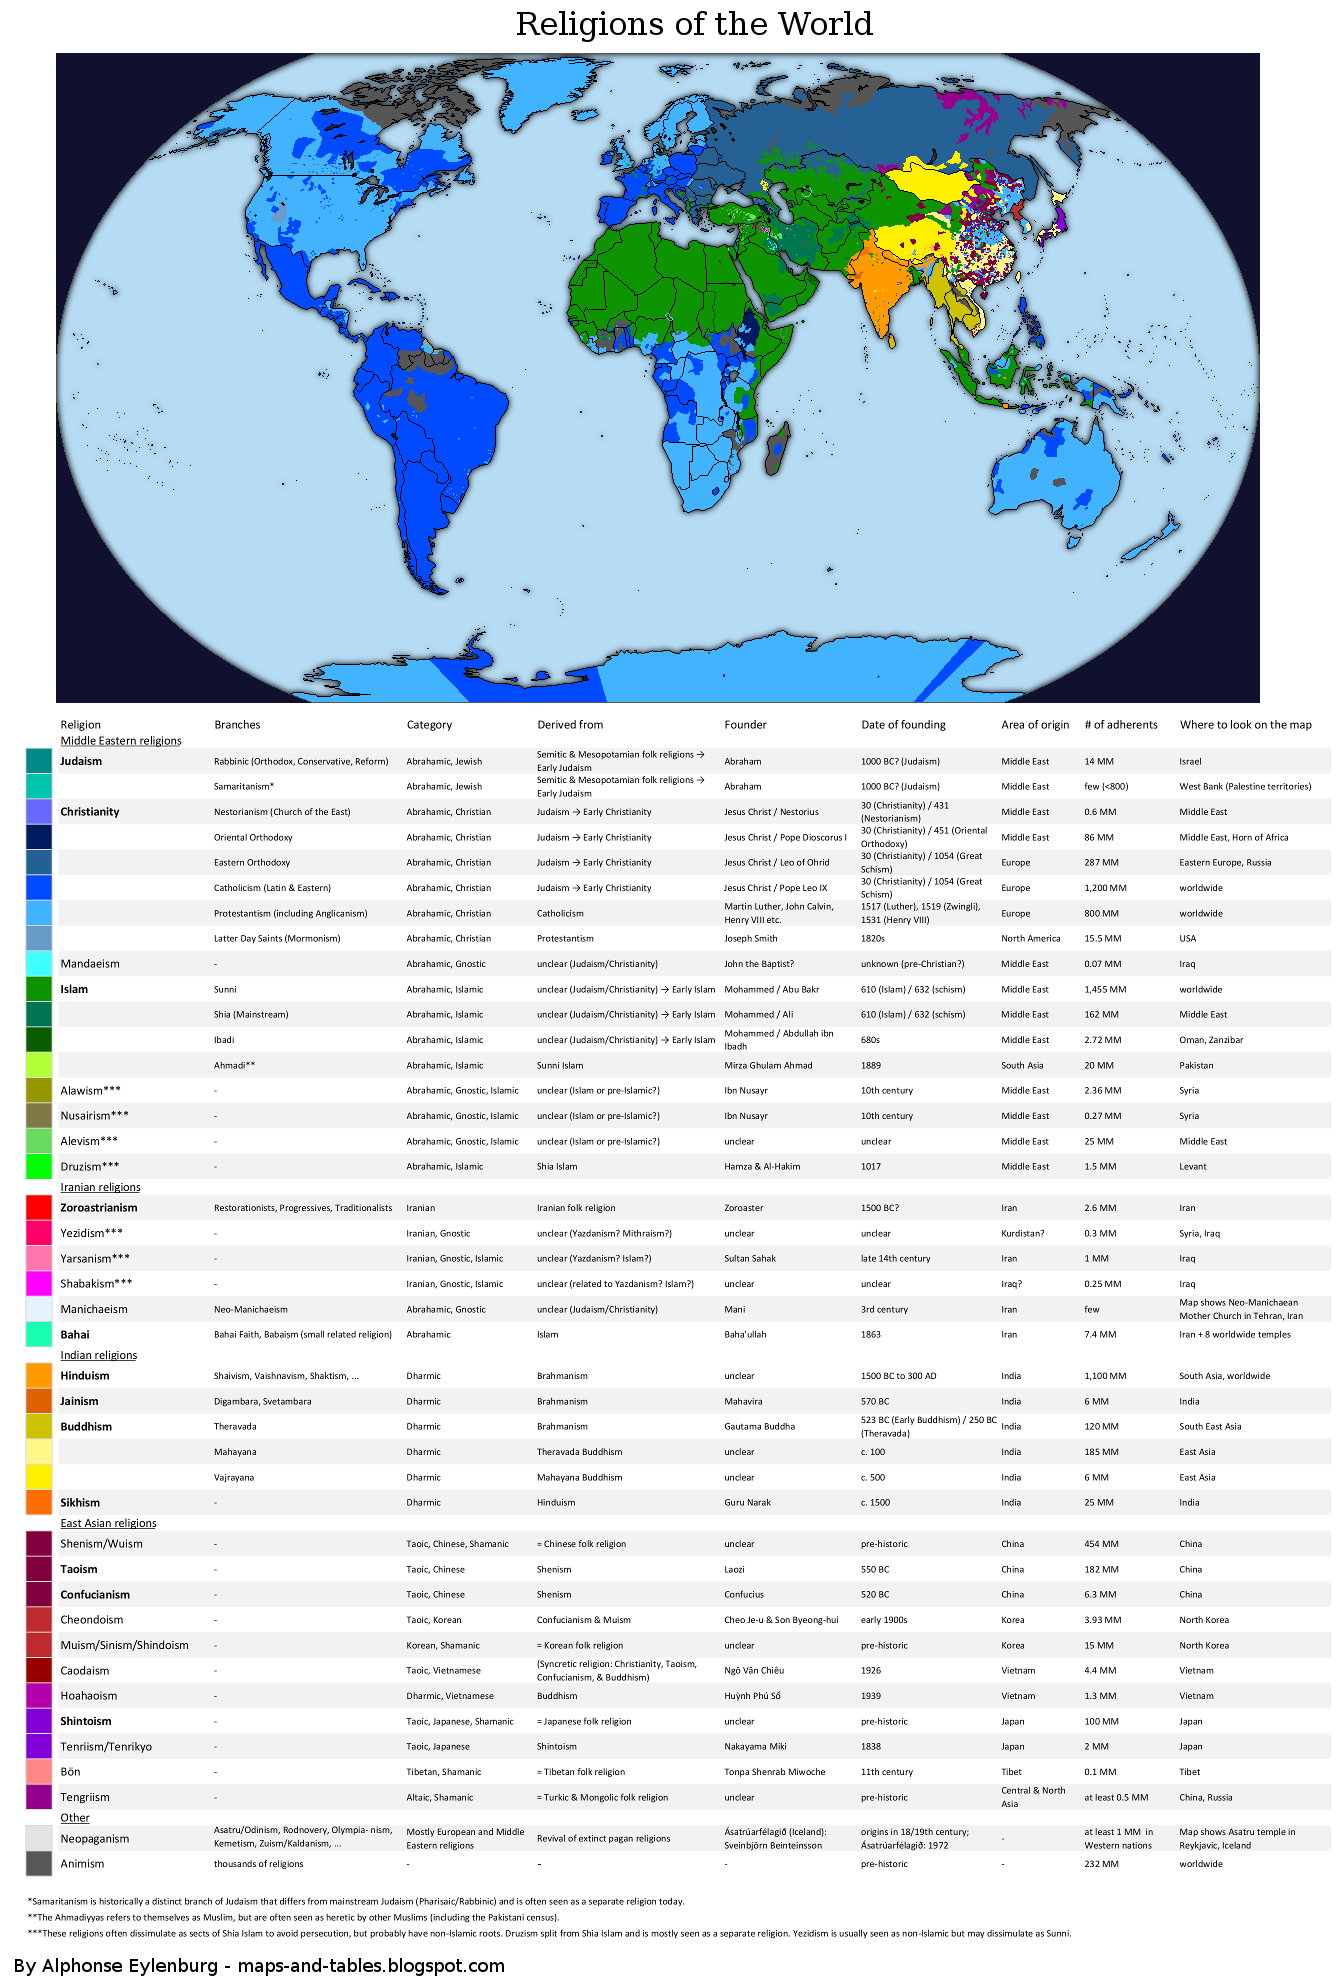 Religions of the World
Religion Branches Category Derived from Founder Date of founding Area of origin # of adherents Where to look on the map
Middle Eastern religions
Judaism Rabbinic (Orthodox, Conservative, Reform) Abrahamic, Jewish Semitic & Mesopotamian folk religions → Early Judaism Abraham 1000 BC? (Judaism) Middle East 14 MM Israel
Samaritanism* Abrahamic, Jewish Semitic & Mesopotamian folk religions → Early Judaism Abraham 1000 BC? (Judaism) Middle East few (<800) West Bank (Palestine territories)
Christianity Nestorianism (Church of the East) Abrahamic, Christian Judaism → Early Christianity Jesus Christ / Nestorius 30 (Christianity) / 431 (Nestorianism) Middle East 0.6 MM Middle East
Oriental Orthodoxy Abrahamic, Christian Judaism → Early Christianity Jesus Christ / Pope Dioscorus I 30 (Christianity) / 451 (Oriental Orthodoxy) Middle East 86 MM Middle East, Horn of Africa
Eastern Orthodoxy Abrahamic, Christian Judaism → Early Christianity Jesus Christ / Leo of Ohrid 30 (Christianity) / 1054 (Great Schism) Europe 287 MM Eastern Europe, Russia
Catholicism (Latin & Eastern) Abrahamic, Christian Judaism → Early Christianity Jesus Christ / Pope Leo IX 30 (Christianity) / 1054 (Great Schism) Europe 1,200 MM worldwide
Protestantism (including Anglicanism) Abrahamic, Christian Catholicism Martin Luther, John Calvin, Henry VIII etc. 1517 (Luther), 1519 (Zwingli), 1531 (Henry VIII) Europe 800 MM worldwide
Latter Day Saints (Mormonism) Abrahamic, Christian Protestantism Joseph Smith 1820s North America 15.5 MM USA
Mandaeism - Abrahamic, Gnostic unclear (Judaism/Christianity) John the Baptist? unknown (pre-Christian?) Middle East 0.07 MM Iraq
Islam Sunni Abrahamic, Islamic unclear (Judaism/Christianity) → Early Islam Mohammed / Abu Bakr 610 (Islam) / 632 (schism) Middle East 1,455 MM worldwide
Shia (Mainstream) Abrahamic, Islamic unclear (Judaism/Christianity) → Early Islam Mohammed / Ali 610 (Islam) / 632 (schism) Middle East 162 MM Middle East
Ibadi Abrahamic, Islamic unclear (Judaism/Christianity) → Early Islam Mohammed / Abdullah ibn Ibadh 680s Middle East 2.72 MM Oman, Zanzibar
Ahmadi** Abrahamic, Islamic Sunni Islam Mirza Ghulam Ahmad 1889 South Asia 20 MM Pakistan
Alawism*** - Abrahamic, Gnostic, Islamic unclear (Islam or pre-Islamic?) Ibn Nusayr 10th century Middle East 2.36 MM Syria
Nusairism*** - Abrahamic, Gnostic, Islamic unclear (Islam or pre-Islamic?) Ibn Nusayr 10th century Middle East 0.27 MM Syria
Alevism*** - Abrahamic, Gnostic, Islamic unclear (Islam or pre-Islamic?) unclear unclear Middle East 25 MM Middle East
Druzism*** - Abrahamic, Islamic Shia Islam Hamza & Al-Hakim 1017 Middle East 1.5 MM Levant
Iranian religions
Zoroastrianism Restorationists, Progressives, Traditionalists Iranian Iranian folk religion Zoroaster 1500 BC? Iran 2.6 MM Iran
Yezidism*** - Iranian, Gnostic unclear (Yazdanism? Mithraism?) unclear unclear Kurdistan? 0.3 MM Syria, Iraq
Yarsanism*** - Iranian, Gnostic, Islamic unclear (Yazdanism? Islam?) Sultan Sahak late 14th century Iran 1 MM Iraq
Shabakism*** - Iranian, Gnostic, Islamic unclear (related to Yazdanism? Islam?) unclear unclear Iraq? 0.25 MM Iraq
Manichaeism Neo-Manichaeism Abrahamic, Gnostic unclear (Judaism/Christianity) Mani 3rd century Iran few Map shows Neo-Manichaean Mother Church in Tehran, Iran
Bahai Bahai Faith, Babaism (small related religion) Abrahamic Islam Baha'ullah 1863 Iran 7.4 MM Iran + 8 worldwide temples
Indian religions
Hinduism Shaivism, Vaishnavism, Shaktism, ... Dharmic Brahmanism unclear 1500 BC to 300 AD India 1,100 MM South Asia, worldwide
Jainism Digambara, Svetambara Dharmic Brahmanism Mahavira 570 BC India 6 MM India
Buddhism Theravada Dharmic Brahmanism Gautama Buddha 523 BC (Early Buddhism) / 250 BC (Theravada) India 120 MM South East Asia
Mahayana Dharmic Theravada Buddhism unclear c. 100 India 185 MM East Asia
Vajrayana Dharmic Mahayana Buddhism unclear c. 500 India 6 MM East Asia
Sikhism - Dharmic Hinduism Guru Narak c. 1500 India 25 MM India
East Asian religions
Shenism/Wuism - Taoic, Chinese, Shamanic = Chinese folk religion unclear pre-historic China 454 MM China
Taoism - Taoic, Chinese Shenism Laozi 550 BC China 182 MM China
Confucianism - Taoic, Chinese Shenism Confucius 520 BC China 6.3 MM China
Cheondoism - Taoic, Korean Confucianism & Muism Cheo Je-u & Son Byeong-hui early 1900s Korea 3.93 MM North Korea
Muism/Sinism/Shindoism - Korean, Shamanic = Korean folk religion unclear pre-historic Korea 15 MM North Korea
Caodaism - Taoic, Vietnamese (Syncretic religion: Christianity, Taoism, Confucianism, & Buddhism) Ngô Văn Chiêu 1926 Vietnam 4.4 MM Vietnam
Hoahaoism - Dharmic, Vietnamese Buddhism Huỳnh Phú Sổ 1939 Vietnam 1.3 MM Vietnam
Shintoism - Taoic, Japanese, Shamanic = Japanese folk religion unclear pre-historic Japan 100 MM Japan
Tenriism/Tenrikyo - Taoic, Japanese Shintoism Nakayama Miki 1838 Japan 2 MM Japan
Bön - Tibetan, Shamanic = Tibetan folk religion Tonpa Shenrab Miwoche 11th century Tibet 0.1 MM Tibet
Tengriism - Altaic, Shamanic = Turkic & Mongolic folk religion unclear pre-historic Central & North Asia at least 0.5 MM China, Russia
Other
Neopaganism Asatru/Odinism, Rodnovery, Olympia- nism, Kemetism, Zuism/Kaldanism, ... Mostly European and Middle Eastern religions Revival of extinct pagan religions Ásatrúarfélagið (Iceland): Sveinbjörn Beinteinsson origins in 18/19th century; Ásatrúarfélagið: 1972 - at least 1 MM in Western nations Map shows Asatru temple in Reykjavic, Iceland
Animism thousands of religions - - - pre-historic - 232 MM worldwide
*Samaritanism is historically a distinct branch of Judaism that differs from mainstream Judaism (Pharisaic/Rabbinic) and is often seen as a separate religion today.
**The Ahmadiyyas refers to themselves as Muslim, but are often seen as heretic by other Muslims (including the Pakistani census).
***These religions often dissimulate as sects of Shia Islam to avoid persecution, but probably have non-Islamic roots. Druzism split from Shia Islam and is mostly seen as a separate religion. Yezidism is usually seen as non-Islamic but may dissimulate as Sunni.
By Alphonse Eylenburg - maps-and-tables.blogspot.com